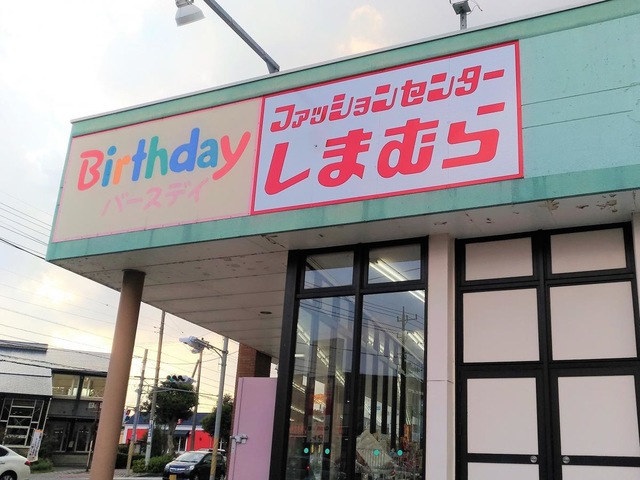 Birthday
バースデイ
ファッションセンター
しまむら